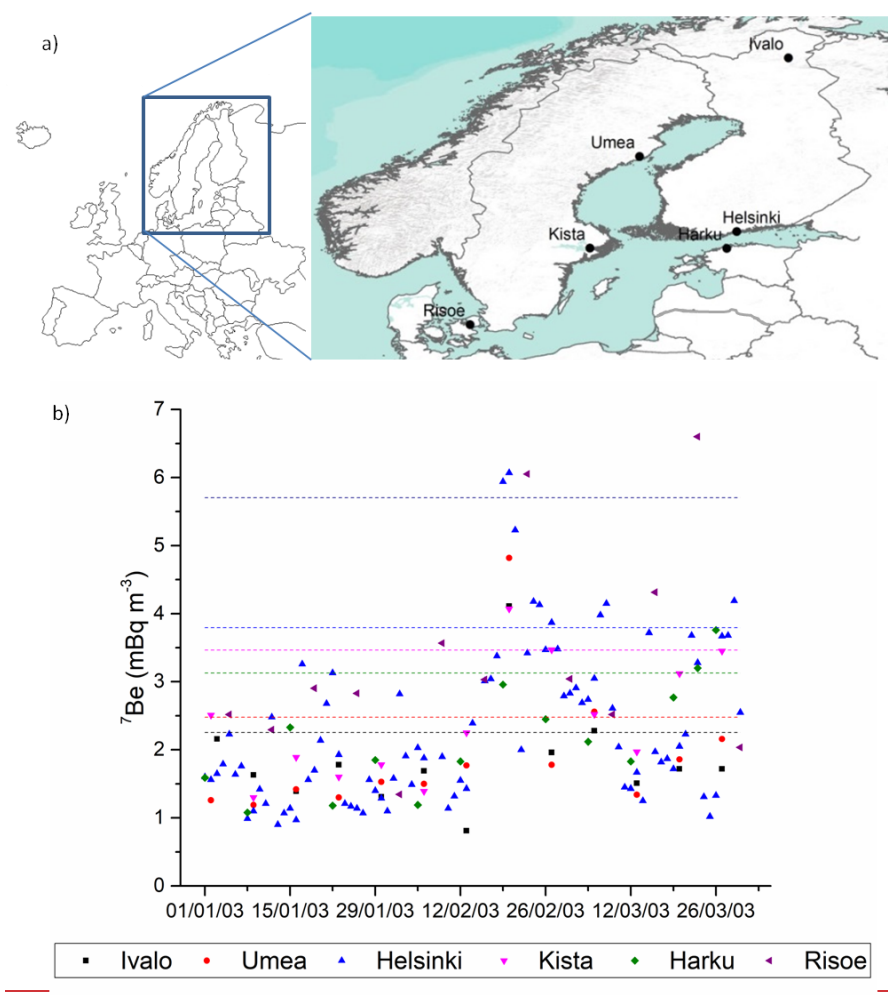 a)
Ivalo
Umea
Helsinki
Kista
Harku
Risoe
b)
7
6
5
4
3
2
1
0
⁷Be (mBq m⁻³)
01/01/03 15/01/03 29/01/03 12/02/03 26/02/03 12/03/03 26/03/03
Ivalo Umea Helsinki Kista Harku Risoe